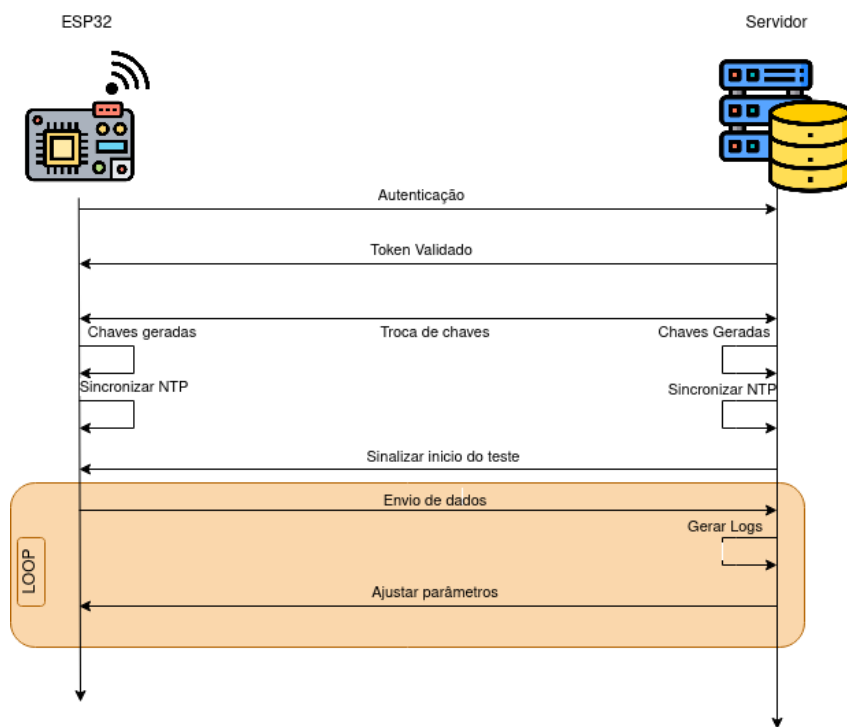 ESP32
Servidor
Autenticação
Token Validado
Chaves geradas
Troca de chaves
Chaves Geradas
Sincronizar NTP
Sincronizar NTP
Sinalizar inicio do teste
Envio de dados
Gerar Logs
LOOP
Ajustar parâmetros